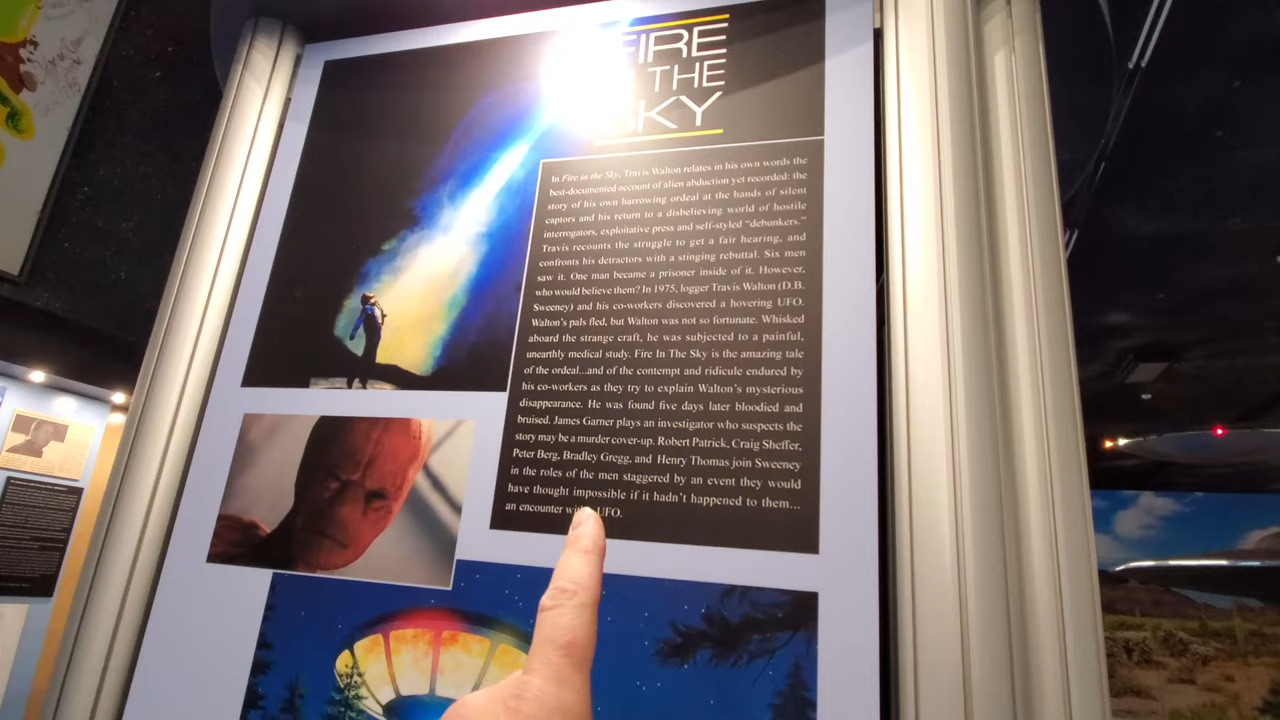 FIRE
THE
SKY
In Fire in the Sky, Travis Walton relates in his own words the
best-documented account of alien abduction yet recorded: the
story of his own harrowing ordeal at the hands of silent
captors and his return to a disbelieving world of hostile
interrogators, exploitative press and self-styled "debunkers."
Travis recounts the struggle to get a fair hearing, and
confronts his detractors with a stinging rebuttal. Six men
saw it. One man became a prisoner inside of it. However,
who would believe them? In 1975, logger Travis Walton (D.B.
Sweeney) and his co-workers discovered a hovering UFO.
Walton's pals fled, but Walton was not so fortunate. Whisked
aboard the strange craft, he was subjected to a painful,
unearthly medical study. Fire In The Sky is the amazing tale
of the ordeal...and of the contempt and ridicule endured by
his co-workers as they try to explain Walton's mysterious
disappearance. He was found five days later bloodied and
bruised. James Garner plays an investigator who suspects the
story may be a murder cover-up. Robert Patrick, Craig Sheffer,
Peter Berg, Bradley Gregg, and Henry Thomas join Sweeney
in the roles of the men staggered by an event they would
have thought impossible if it hadn't happened to them...
an encounter UFO.